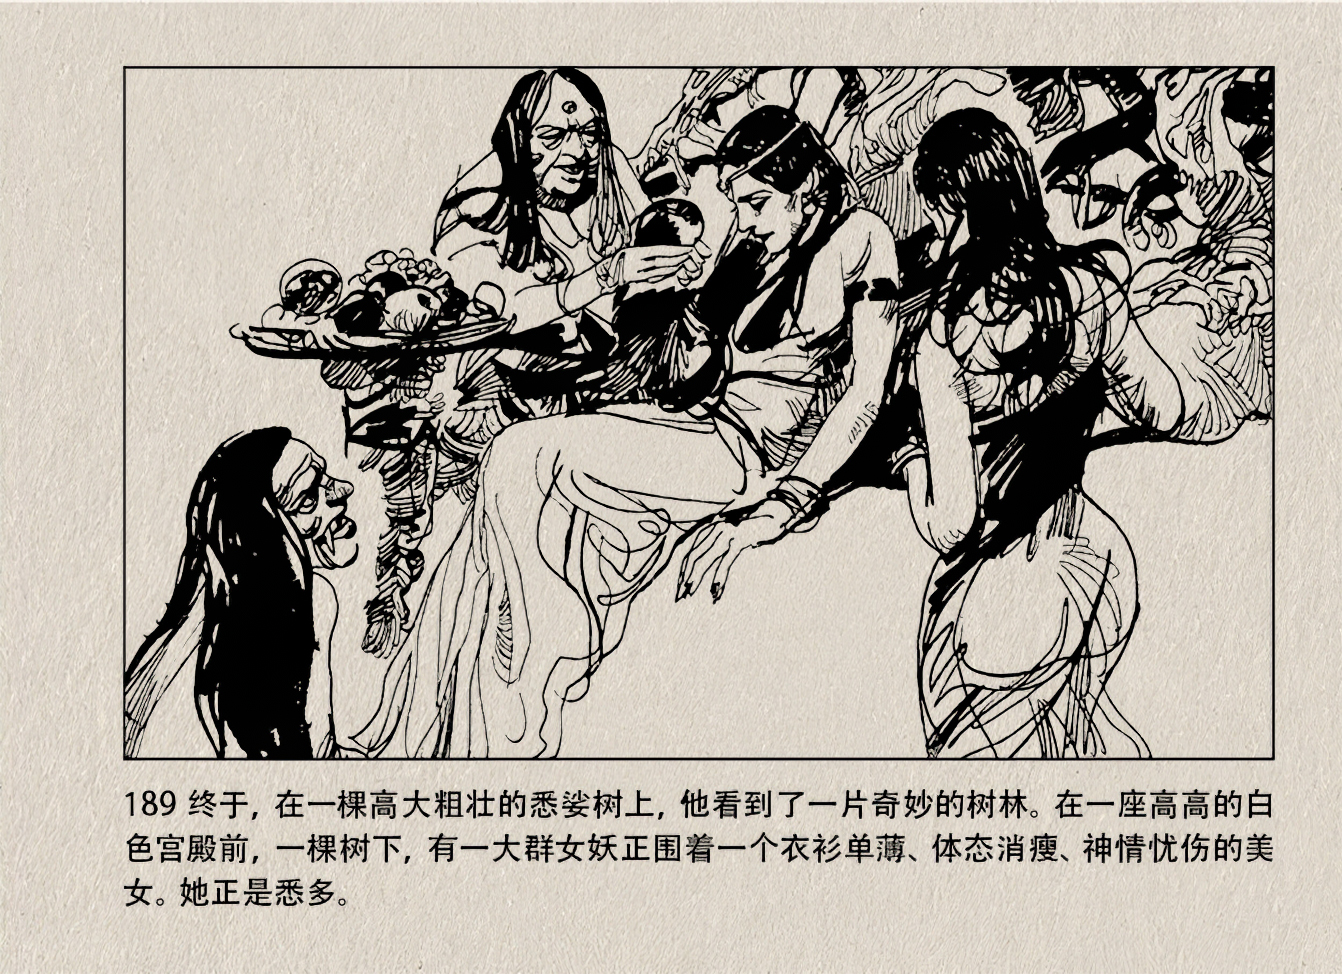 189 终于，在一棵高大粗壮的悉娑树上，他看到了一片奇妙的树林。在一座高高的白
色宫殿前，一棵树下，有一大群女妖正围着一个衣衫单薄、体态消瘦、神情忧伤的美
女。她正是悉多。